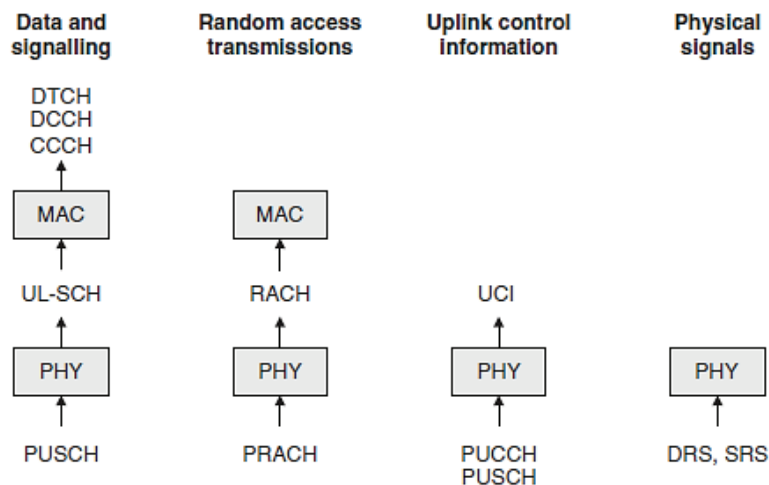 Data and
signalling
Random access
transmissions
Uplink control
information
Physical
signals
DTCH
DCCH
CCCH
MAC
MAC
UL-SCH
RACH
UCI
PHY
PHY
PHY
PHY
PUSCH
PRACH
PUCCH
PUSCH
DRS, SRS